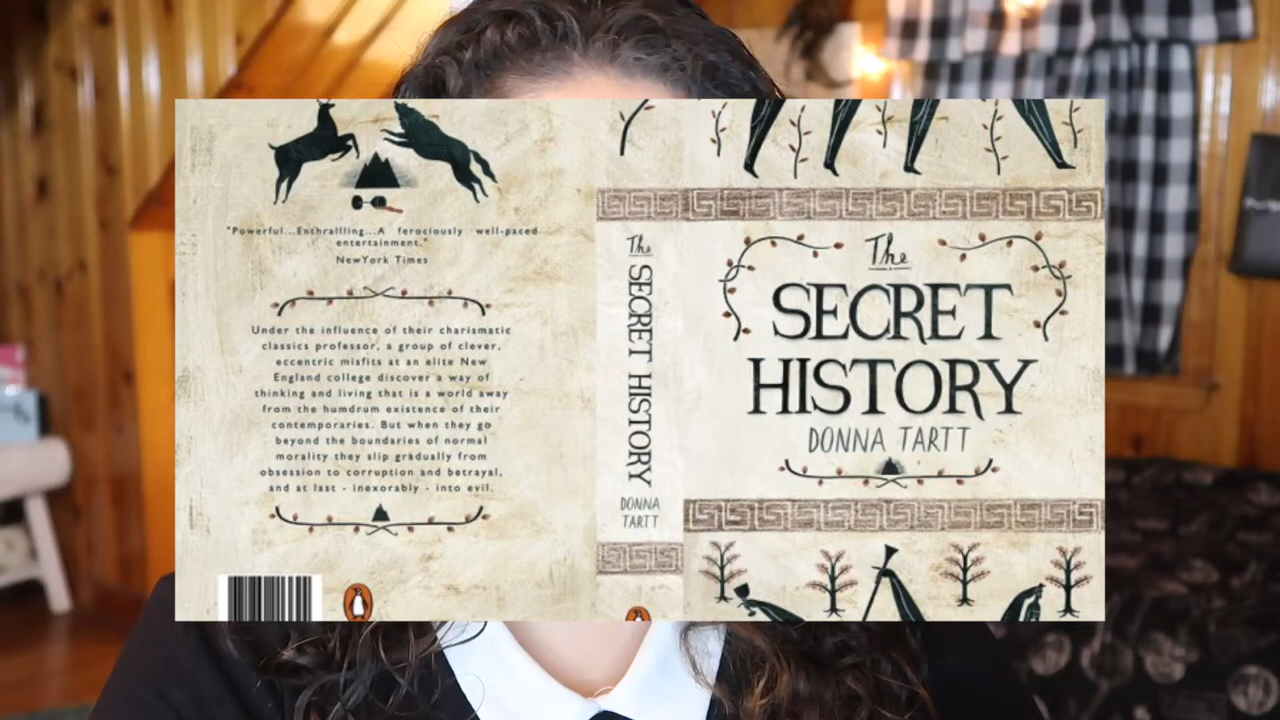 "Powerful...Enthrallling...A ferociously well-paced
entertainment."
NewYork Times
Under the influence of their charismatic
classics professor, a group of clever,
eccentric misfits at an elite New
England college discover a way of
thinking and living that is a world away
from the humdrum existence of their
contemporaries. But when they go
beyond the boundaries of normal
morality they slip gradually from
obsession to corruption and betrayal,
and at last - inexorably - into evil.
The SECRET HISTORY
DONNA
TARTT
The
SECRET
HISTORY
DONNA TARTT